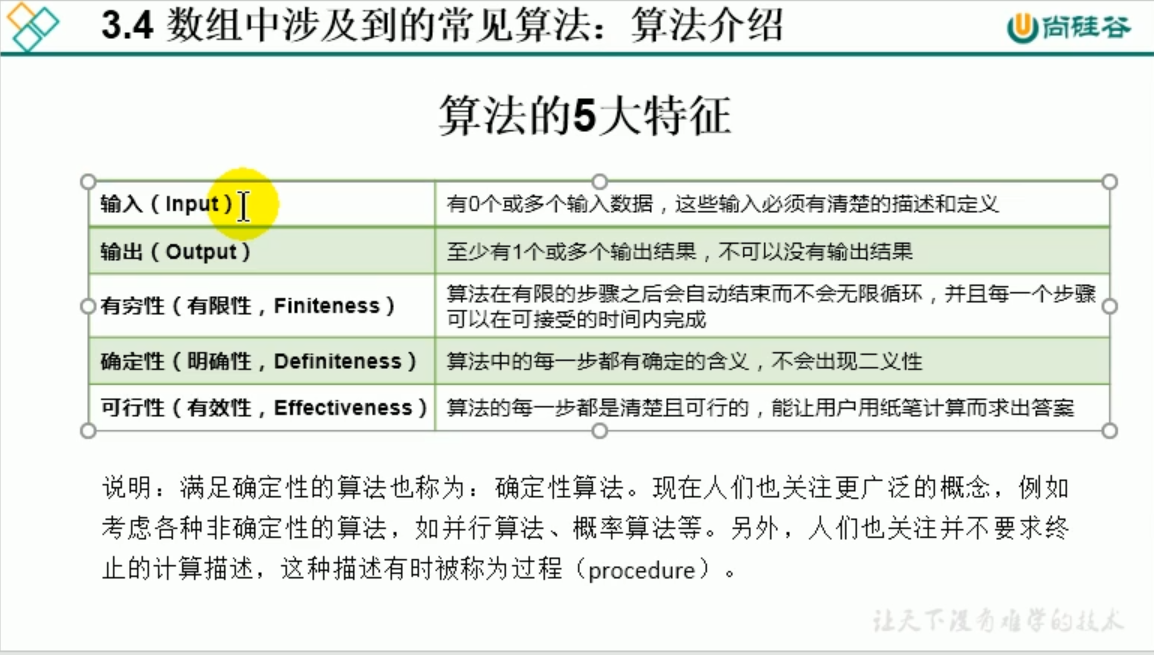 3.4 数组中涉及到的常见算法：算法介绍
尚硅谷
算法的5大特征
输入（Input）
有0个或多个输入数据，这些输入必须有清楚的描述和定义
输出（Output）
至少有1个或多个输出结果，不可以没有输出结果
有穷性（有限性，Finiteness）
算法在有限的步骤之后会自动结束而不会无限循环，并且每一个步骤
可以在可接受的时间内完成
确定性（明确性，Definiteness）
算法中的每一步都有确定的含义，不会出现二义性
可行性（有效性，Effectiveness）
算法的每一步都是清楚且可行的，能让用户用纸笔计算而求出答案
说明：满足确定性的算法也称为：确定性算法。现在人们也关注更广泛的概念，例如
考虑各种非确定性的算法，如并行算法、概率算法等。另外，人们也关注并不要求终
止的计算描述，这种描述有时被称为过程（procedure）。
让天下没有难学的技术